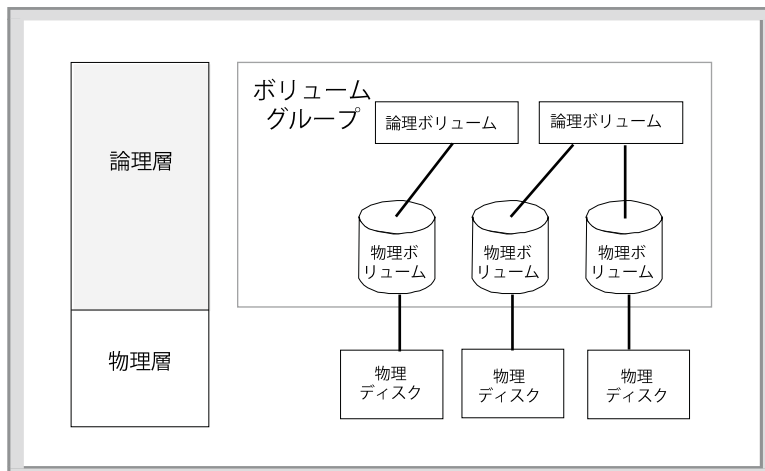 ボリューム
グループ
論理ボリューム
論理ボリューム
論理層
物理ボ
リューム
物理ボ
リューム
物理ボ
リューム
物理層
物理
ディスク
物理
ディスク
物理
ディスク